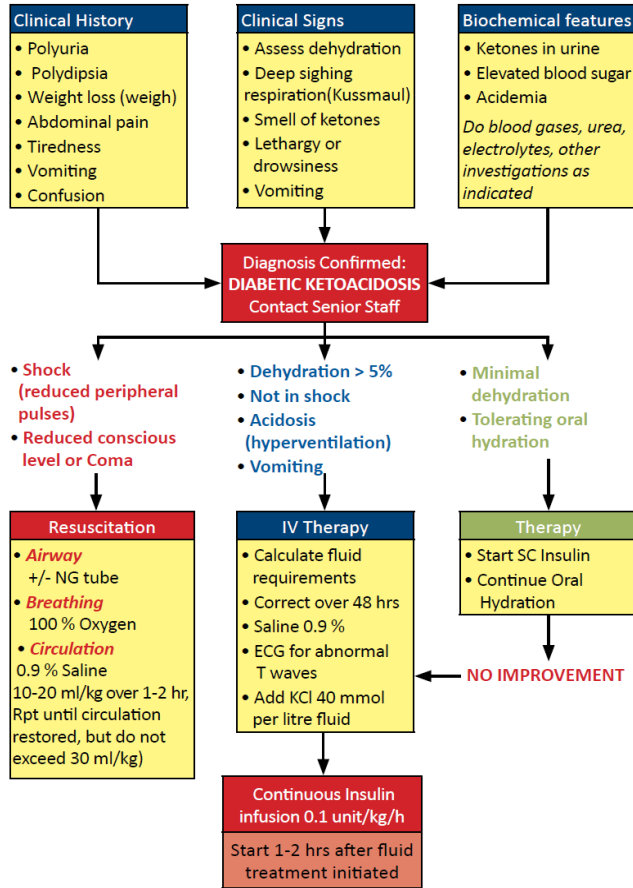 Clinical History
• Polyuria
• Polydipsia
• Weight loss (weigh)
• Abdominal pain
• Tiredness
• Vomiting
• Confusion
Clinical Signs
• Assess dehydration
• Deep sighing
respiration(Kussmaul)
• Smell of ketones
• Lethargy or
drowsiness
• Vomiting
Biochemical features
• Ketones in urine
• Elevated blood sugar
• Acidemia
Do blood gases, urea,
electrolytes, other
investigations as
indicated
Diagnosis Confirmed:
DIABETIC KETOACIDOSIS
Contact Senior Staff
• Shock
(reduced peripheral
pulses)
• Reduced conscious
level or Coma
• Dehydration > 5%
• Not in shock
• Acidosis
(hyperventilation)
• Vomiting
• Minimal
dehydration
• Tolerating oral
hydration
Resuscitation
• Airway
+/- NG tube
• Breathing
100 % Oxygen
• Circulation
0.9 % Saline
10-20 ml/kg over 1-2 hr,
Rpt until circulation
restored, but do not
exceed 30 ml/kg)
IV Therapy
• Calculate fluid
requirements
• Correct over 48 hrs
• Saline 0.9 %
• ECG for abnormal
T waves
• Add KCl 40 mmol
per litre fluid
Therapy
• Start SC Insulin
• Continue Oral
Hydration
NO IMPROVEMENT
Continuous Insulin
infusion 0.1 unit/kg/h
Start 1-2 hrs after fluid
treatment initiated